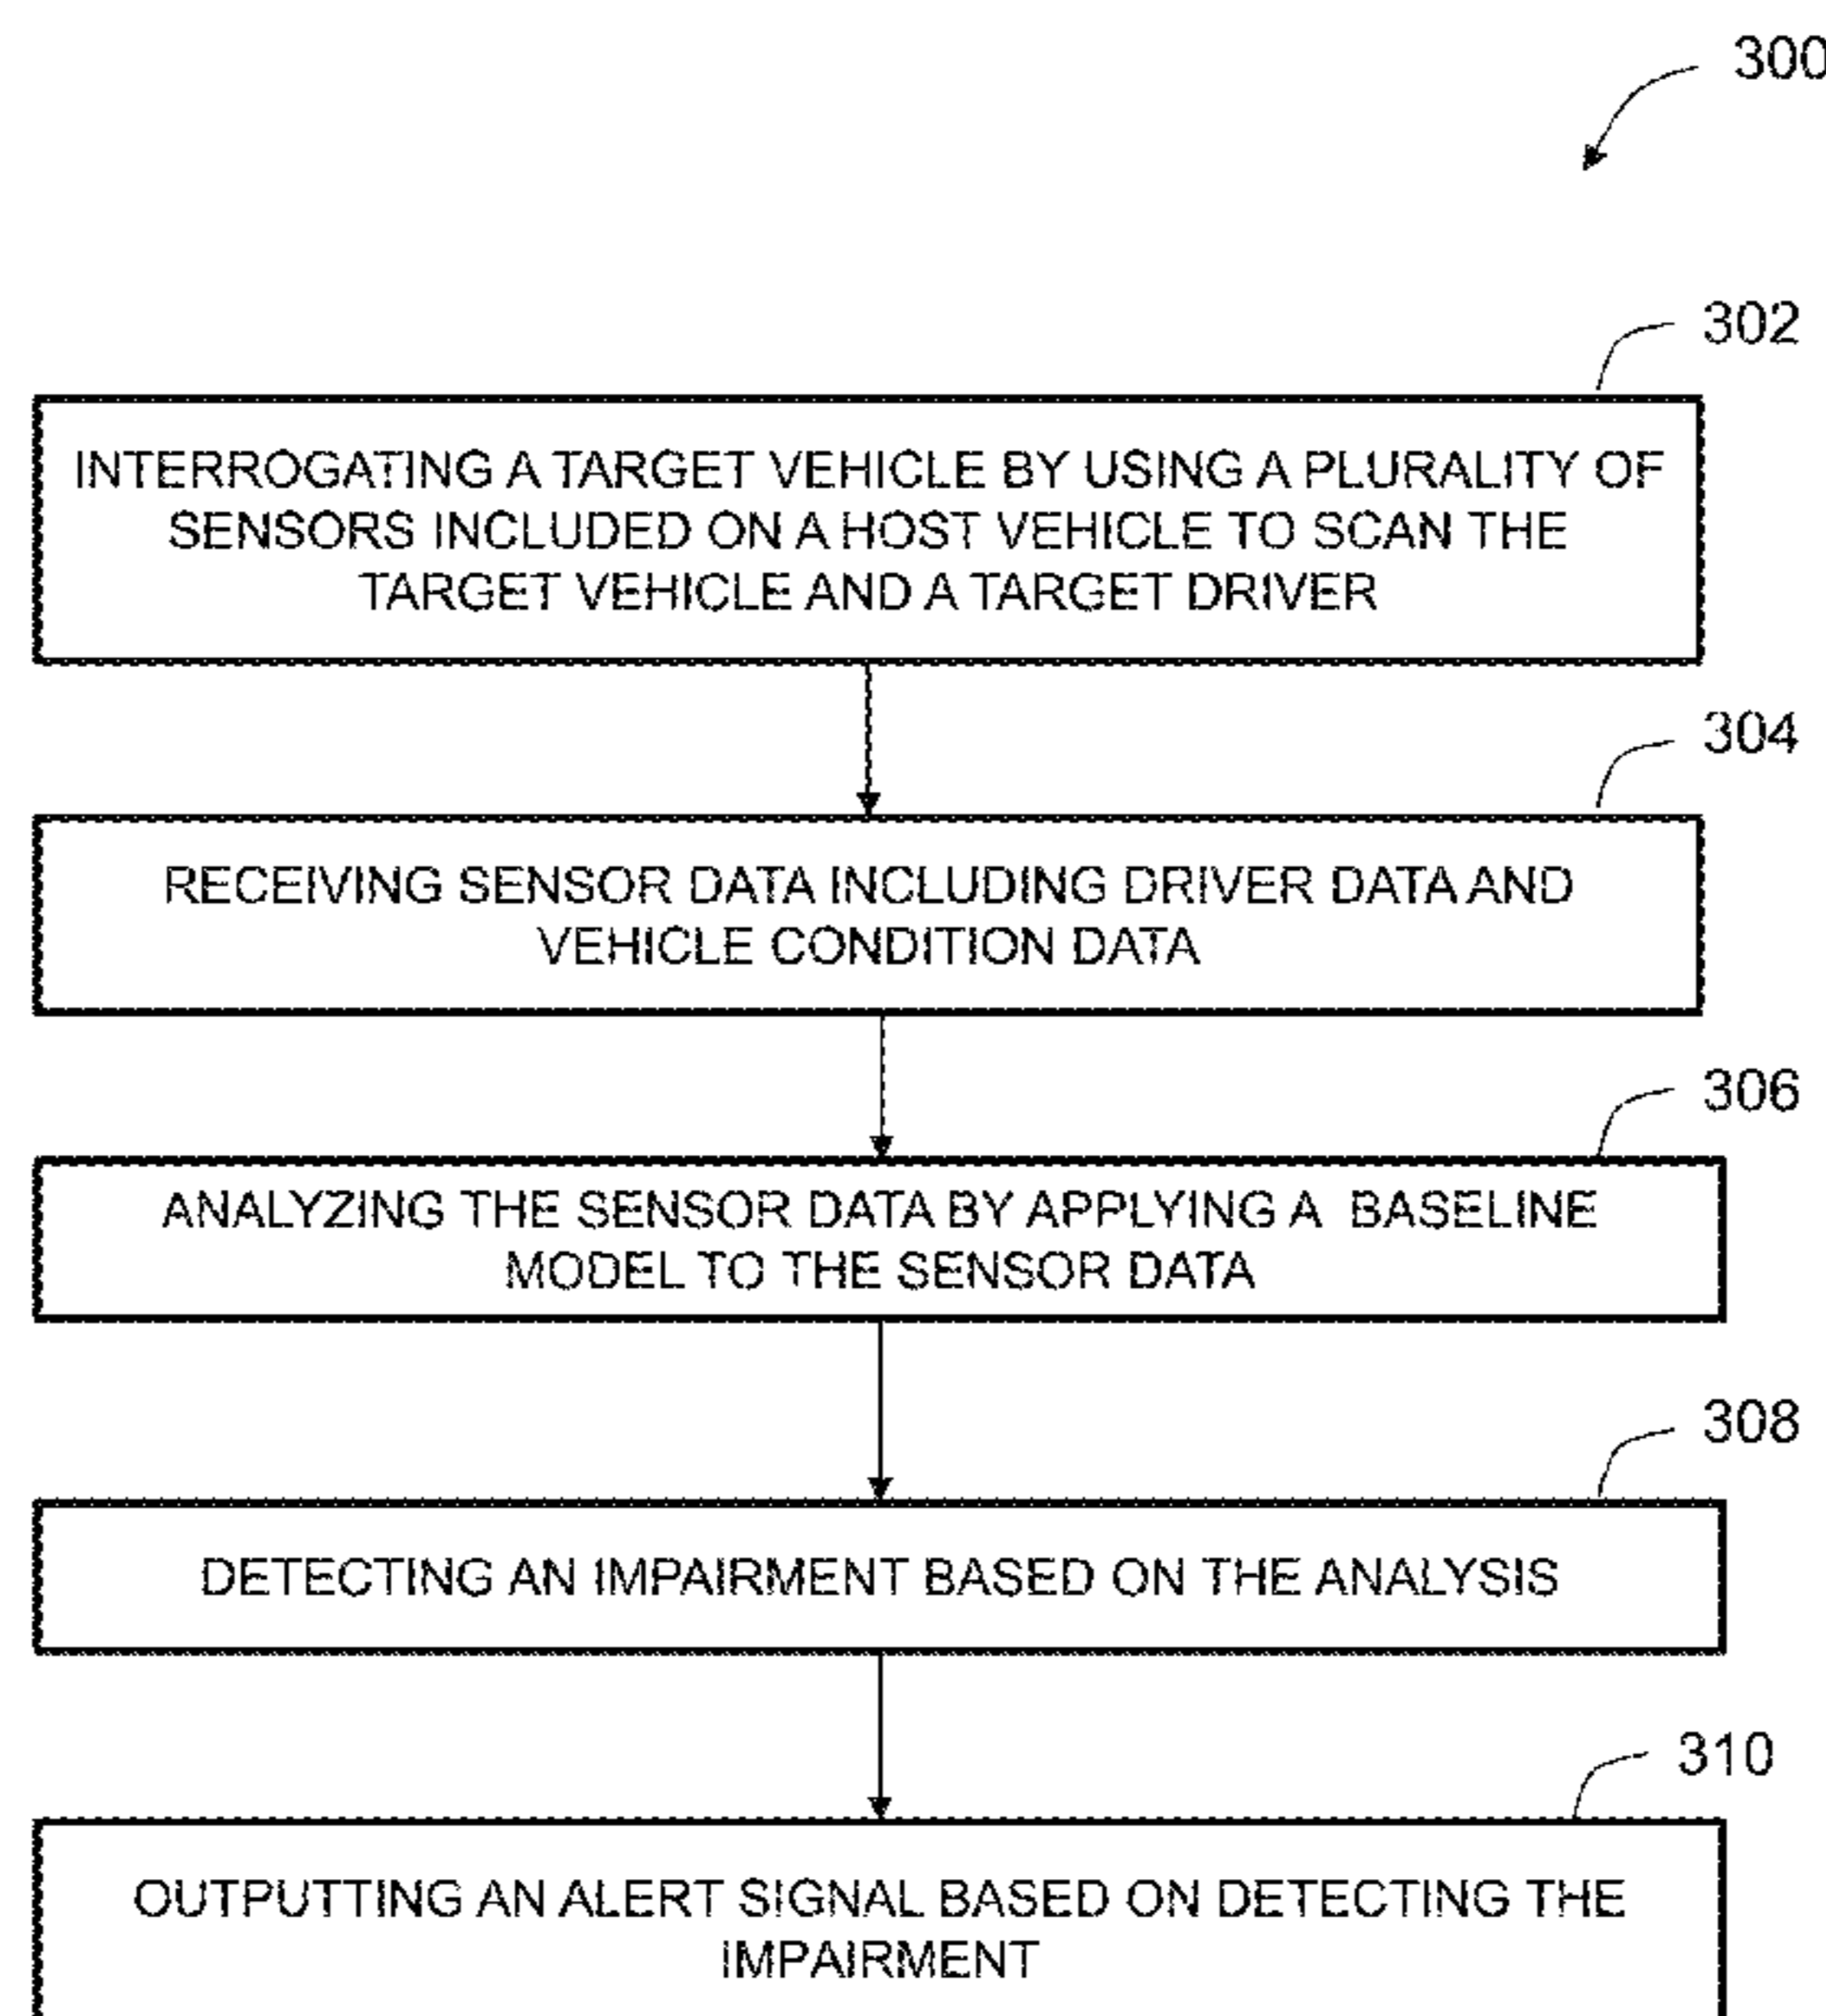 300
302
INTERROGATING A TARGET VEHICLE BY USING A PLURALITY OF
SENSORS INCLUDED ON A HOST VEHICLE TO SCAN THE
TARGET VEHICLE AND A TARGET DRIVER
304
RECEIVING SENSOR DATA INCLUDING DRIVER DATA AND
VEHICLE CONDITION DATA
306
ANALYZING THE SENSOR DATA BY APPLYING A BASELINE
MODEL TO THE SENSOR DATA
308
DETECTING AN IMPAIRMENT BASED ON THE ANALYSIS
310
OUTPUTTING AN ALERT SIGNAL BASED ON DETECTING THE
IMPAIRMENT